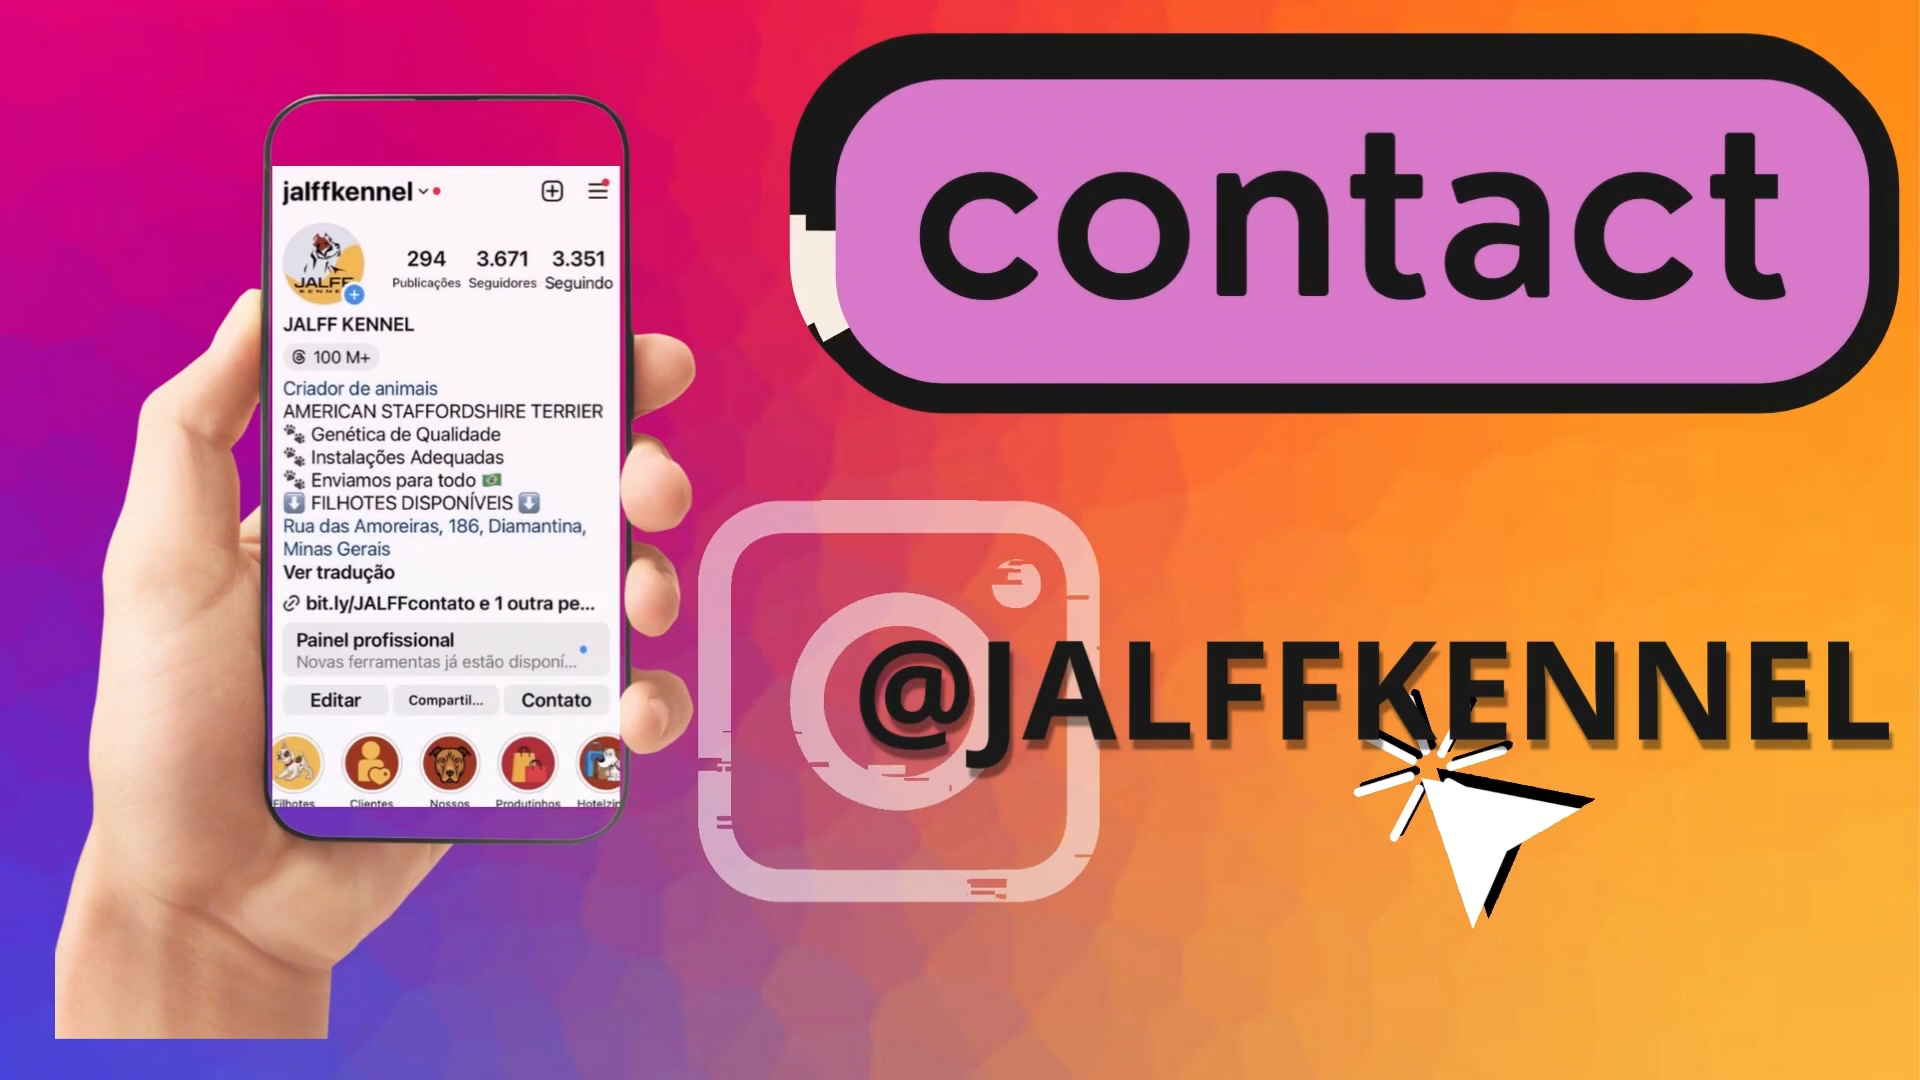 contact
jalffkennel
JALFF
KENNEL
294 3.671 3.351
Publicações Seguidores Seguindo
JALFF KENNEL
100 M+
Criador de animais
AMERICAN STAFFORDSHIRE TERRIER
🐾 Genética de Qualidade
🐾 Instalações Adequadas
🐾 Enviamos para todo 🇧🇷
⬇️ FILHOTES DISPONÍVEIS ⬇️
Rua das Amoreiras, 186, Diamantina,
Minas Gerais
Ver tradução
bit.ly/JALFFcontato e 1 outra pe...
Painel profissional
Novas ferramentas já estão disponí...
Editar Compartil... Contato
Filhotes Clientes Nossos Produtinhos
@JALFFKENNEL